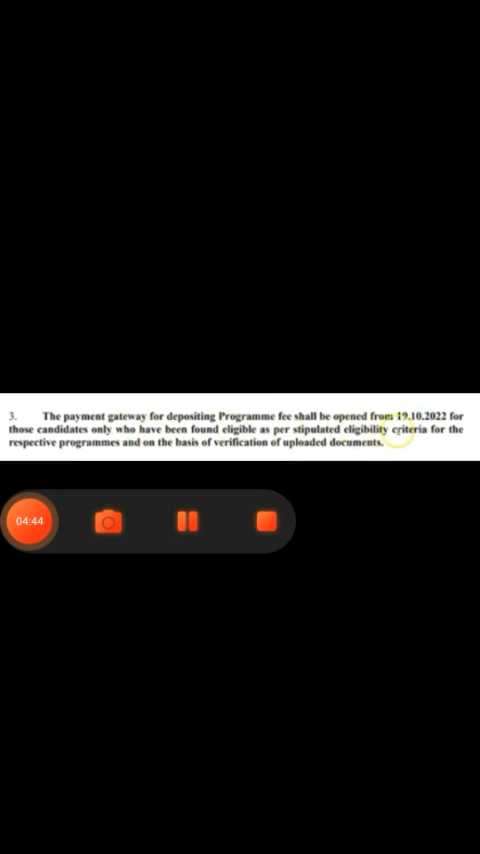 3. The payment gateway for depositing Programme fee shall be opened from 19.10.2022 for
those candidates only who have been found eligible as per stipulated eligibility criteria for the
respective programmes and on the basis of verification of uploaded documents.
04:44